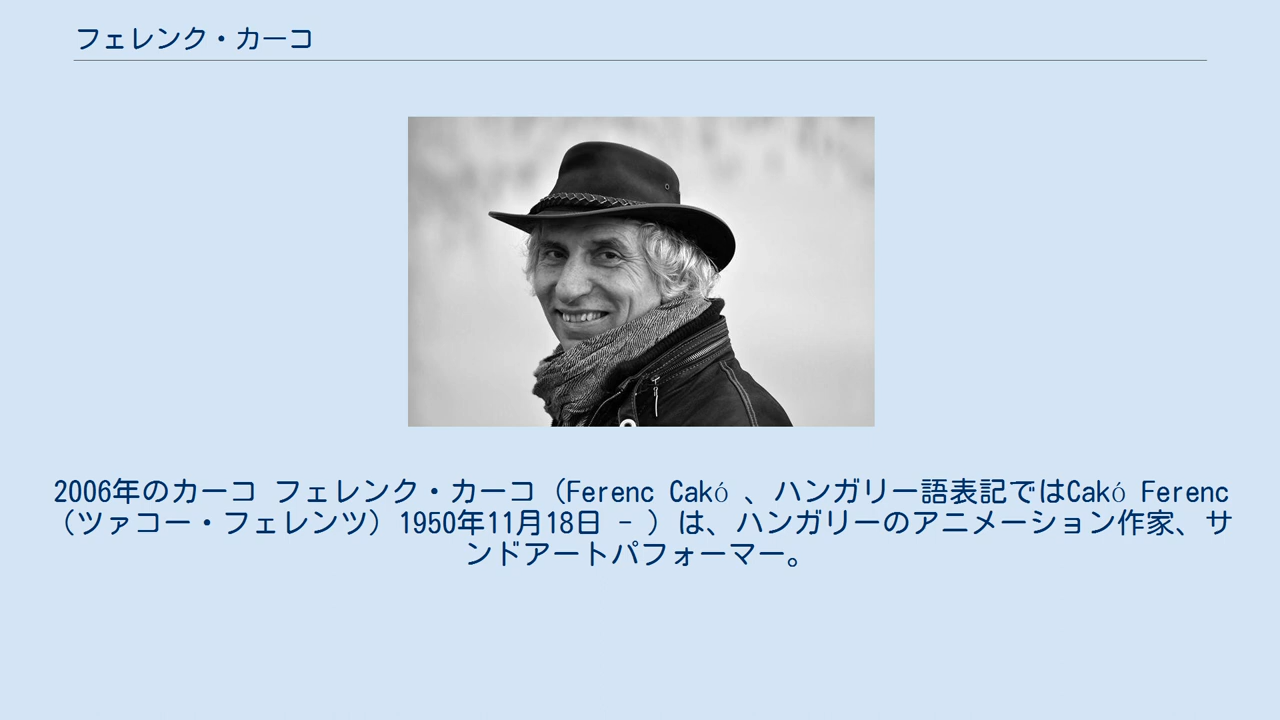 フェレンク・カーコ
2006年のカーコ フェレンク・カーコ（Ferenc Cakó 、ハンガリー語表記ではCakó Ferenc
（ツァコー・フェレンツ）1950年11月18日 - ）は、ハンガリーのアニメーション作家、サ
ンドアートパフォーマー。